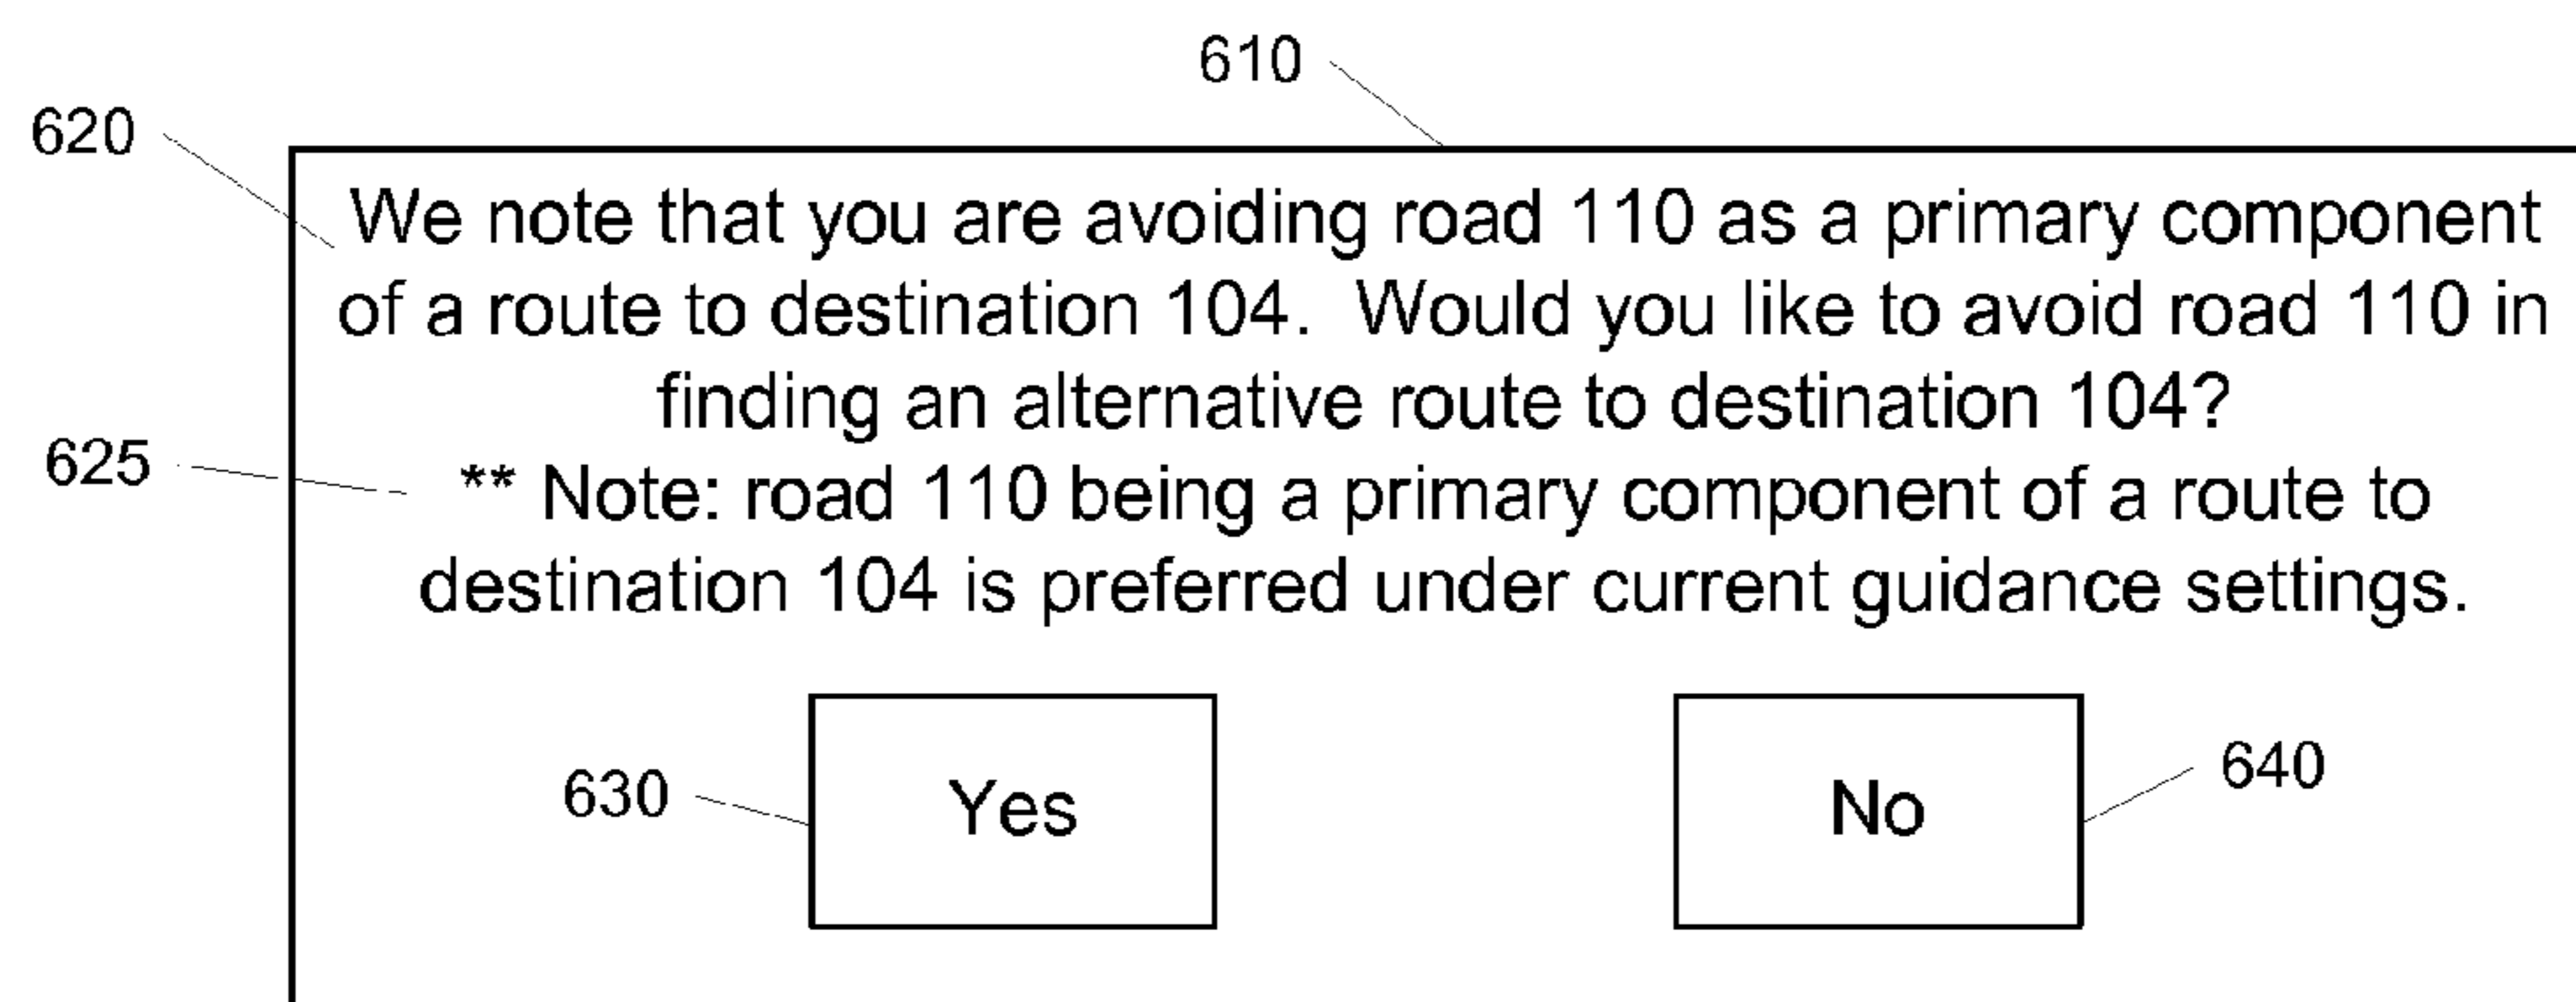 610
620
We note that you are avoiding road 110 as a primary component
of a route to destination 104.  Would you like to avoid road 110 in
finding an alternative route to destination 104?
625
** Note: road 110 being a primary component of a route to
destination 104 is preferred under current guidance settings.
630
Yes
No
640